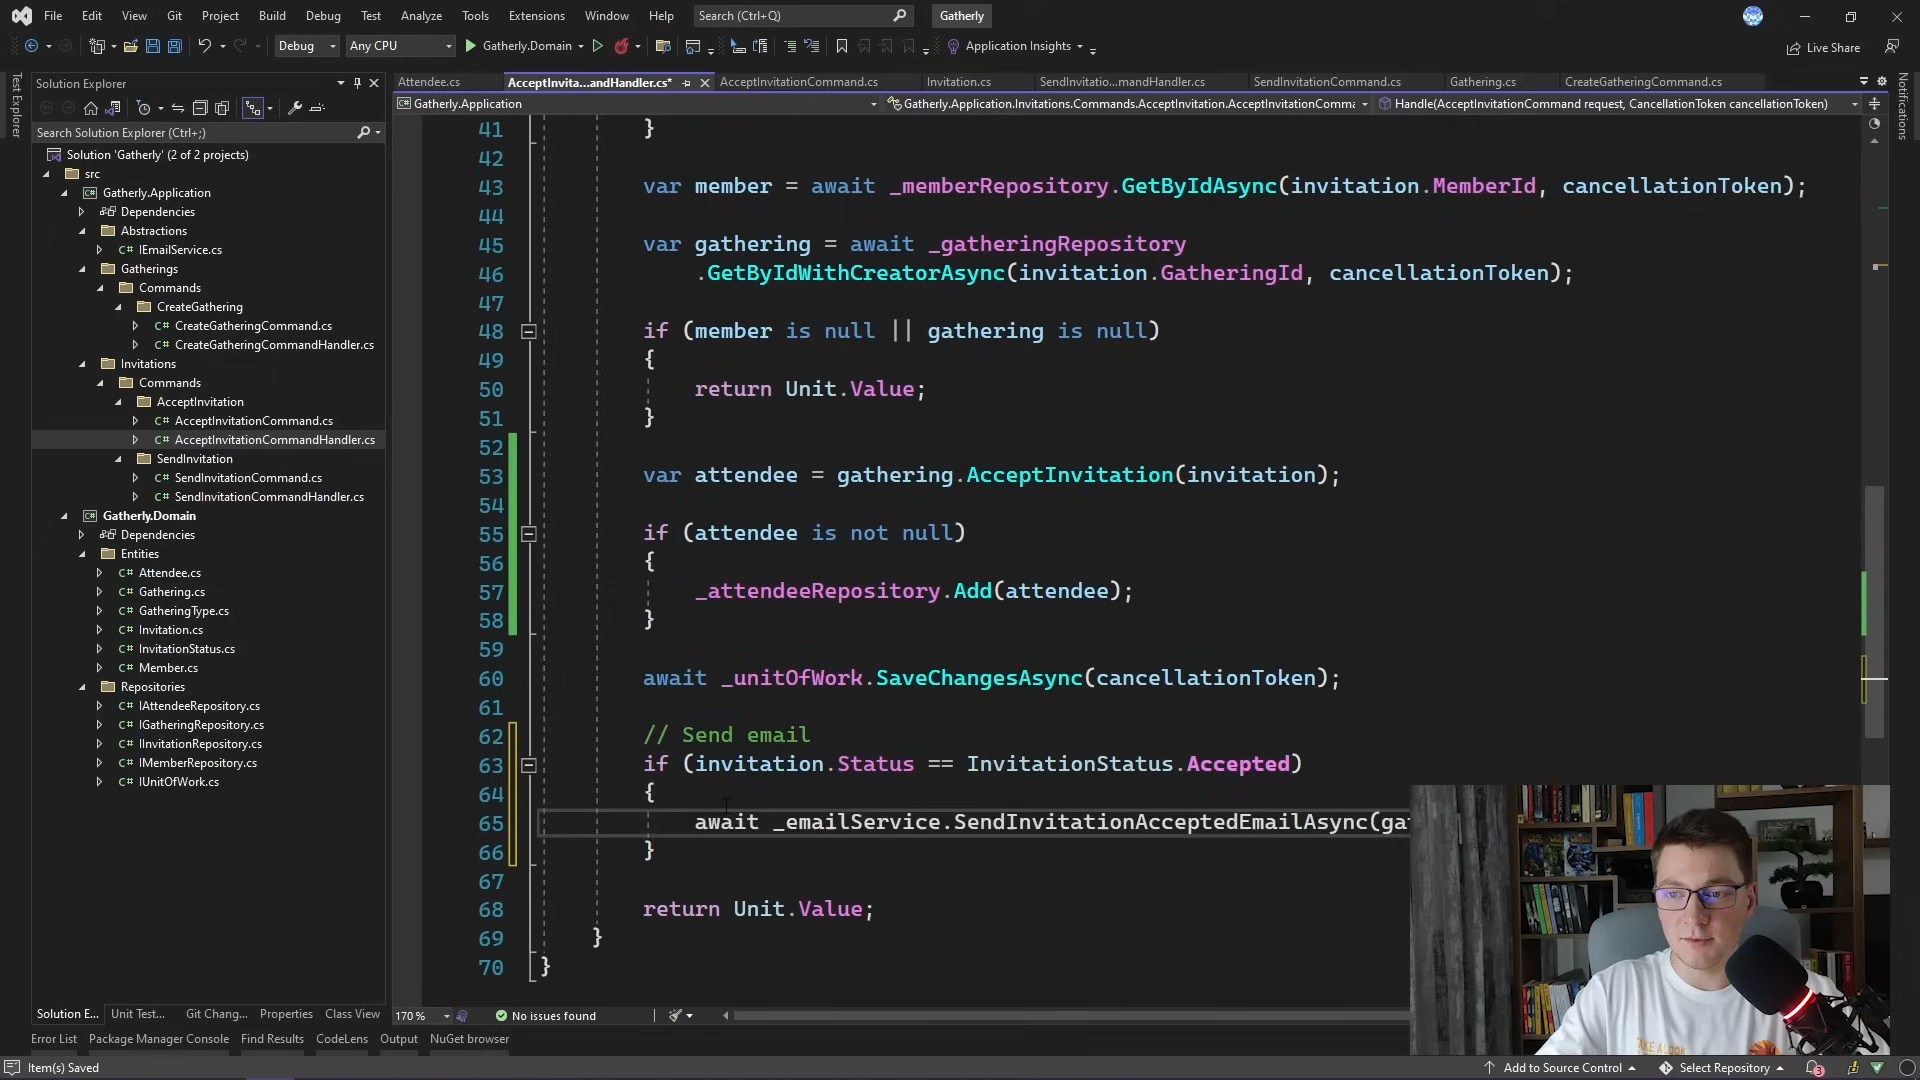 File Edit View Git Project Build Debug Test Analyze Tools Extensions Window Help Search (Ctrl+Q) Gatherly
Debug Any CPU Gatherly.Domain Application Insights Live Share
Test Explorer
Solution Explorer
Search Solution Explorer (Ctrl+;)
Solution 'Gatherly' (2 of 2 projects)
src
Gatherly.Application
Dependencies
Abstractions
C# IEmailService.cs
Gatherings
Commands
CreateGathering
C# CreateGatheringCommand.cs
C# CreateGatheringCommandHandler.cs
Invitations
Commands
AcceptInvitation
C# AcceptInvitationCommand.cs
C# AcceptInvitationCommandHandler.cs
SendInvitation
C# SendInvitationCommand.cs
C# SendInvitationCommandHandler.cs
Gatherly.Domain
Dependencies
Entities
C# Attendee.cs
C# Gathering.cs
C# GatheringType.cs
C# Invitation.cs
C# InvitationStatus.cs
C# Member.cs
Repositories
C# IAttendeeRepository.cs
C# IGatheringRepository.cs
C# IInvitationRepository.cs
C# IMemberRepository.cs
C# IUnitOfWork.cs
Solution E... Unit Test... Git Chang... Properties Class View
Attendee.cs AcceptInvita...andHandler.cs* AcceptInvitationCommand.cs Invitation.cs SendInvitatio...mandHandler.cs SendInvitationCommand.cs Gathering.cs CreateGatheringCommand.cs
Gatherly.Application Gatherly.Application.Invitations.Commands.AcceptInvitation.AcceptInvitationComma Handle(AcceptInvitationCommand request, CancellationToken cancellationToken)
41 }
42
43 var member = await _memberRepository.GetByIdAsync(invitation.MemberId, cancellationToken);
44
45 var gathering = await _gatheringRepository
46 .GetByIdWithCreatorAsync(invitation.GatheringId, cancellationToken);
47
48 if (member is null || gathering is null)
49 {
50 return Unit.Value;
51 }
52
53 var attendee = gathering.AcceptInvitation(invitation);
54
55 if (attendee is not null)
56 {
57 _attendeeRepository.Add(attendee);
58 }
59
60 await _unitOfWork.SaveChangesAsync(cancellationToken);
61
62 // Send email
63 if (invitation.Status == InvitationStatus.Accepted)
64 {
65 await _emailService.SendInvitationAcceptedEmailAsync(ga
66 }
67
68 return Unit.Value;
69 }
70 }
Notifications
170 % No issues found
Error List Package Manager Console Find Results CodeLens Output NuGet browser
Item(s) Saved Add to Source Control Select Repository 3
TAKE A LOOK